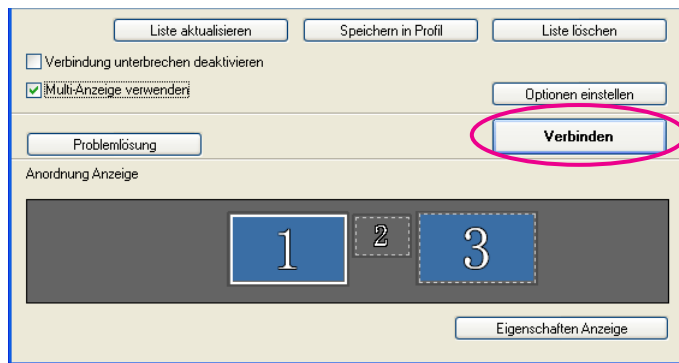 Liste aktualisieren Speichern in Profil Liste löschen
Verbindung unterbrechen deaktivieren
Multi-Anzeige verwenden
Optionen einstellen
Verbinden
Problemlösung
Anordnung Anzeige
1 2 3
Eigenschaften Anzeige